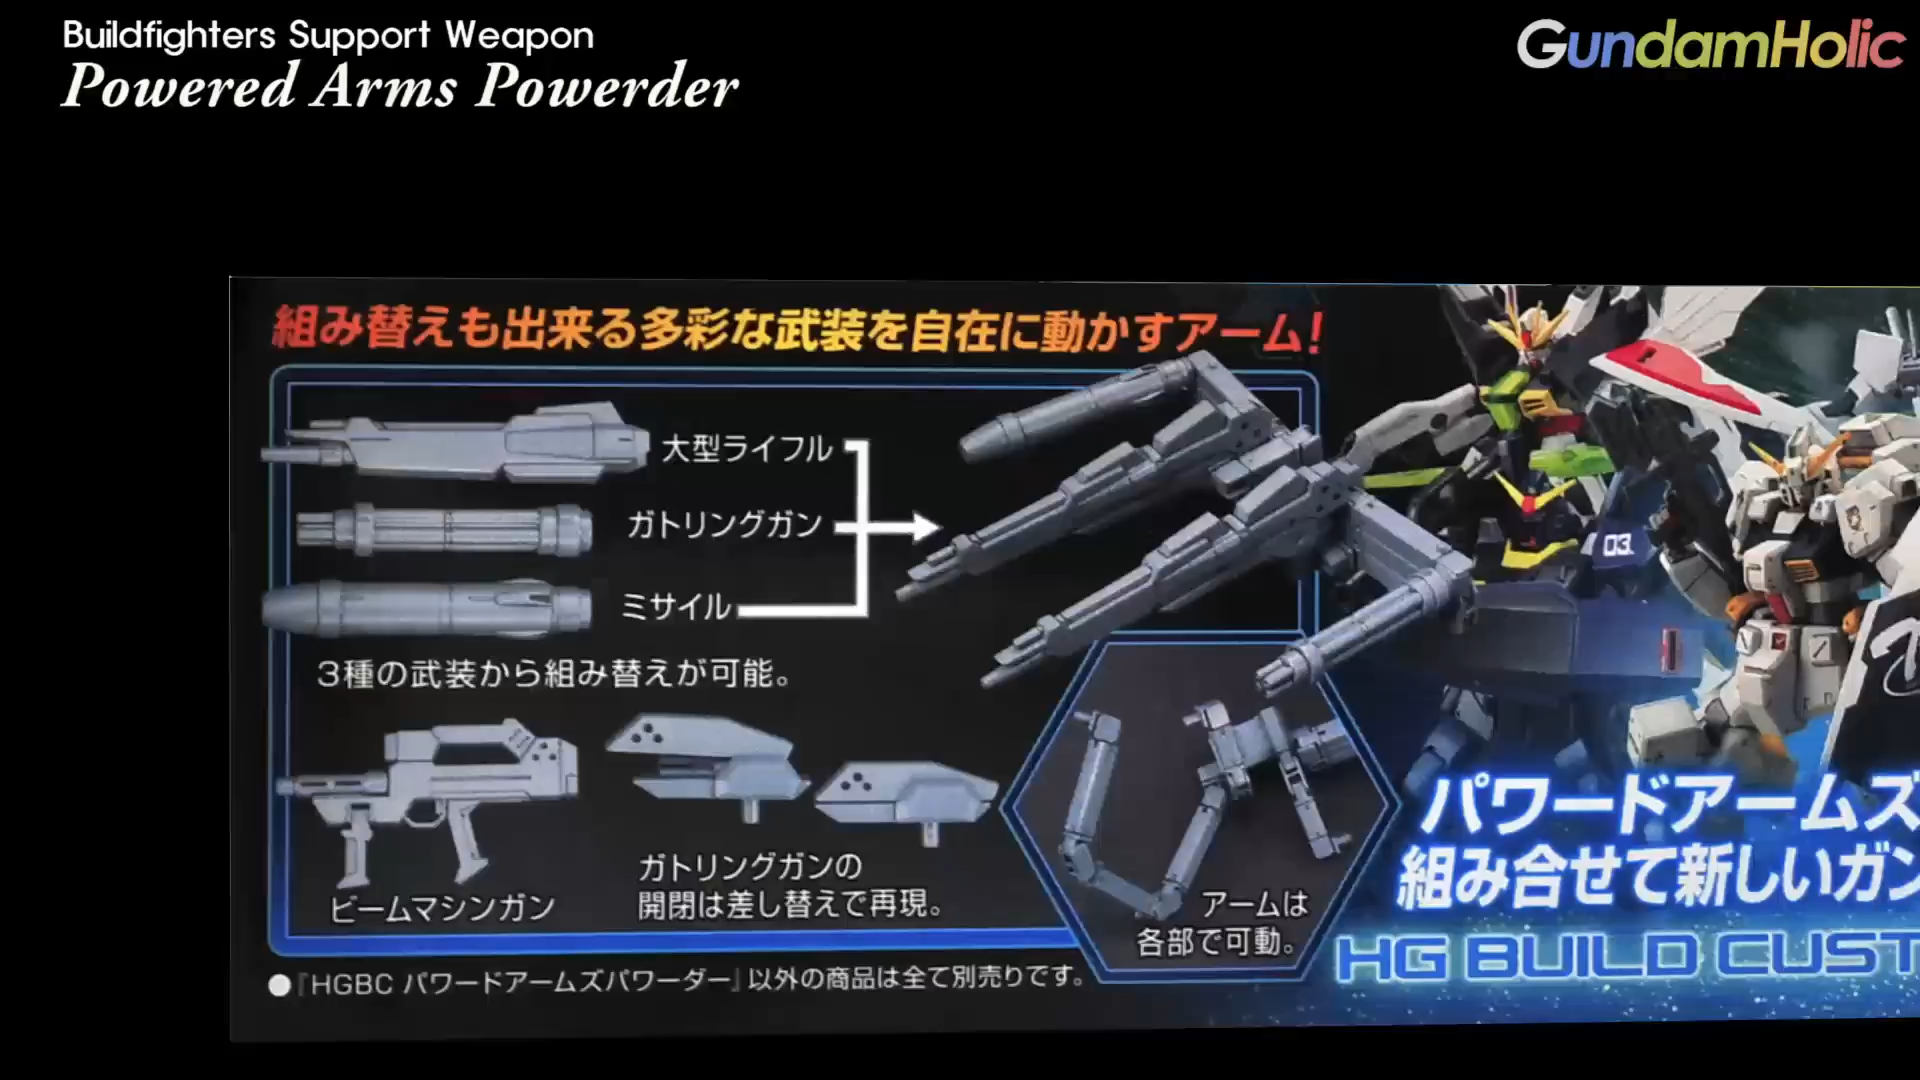 Buildfighters Support Weapon
Powered Arms Powerder
GundamHolic
組み替えも出来る多彩な武装を自在に動かすアーム!
大型ライフル
ガトリングガン
ミサイル
3種の武装から組み替えが可能。
ビームマシンガン
ガトリングガンの
開閉は差し替えで再現。
アームは
各部で可動。
●『HGBC パワードアームズパワーダー』以外の商品は全て別売りです。
03
パワードアームズ
組み合せて新しいガン
HG BUILD CUST